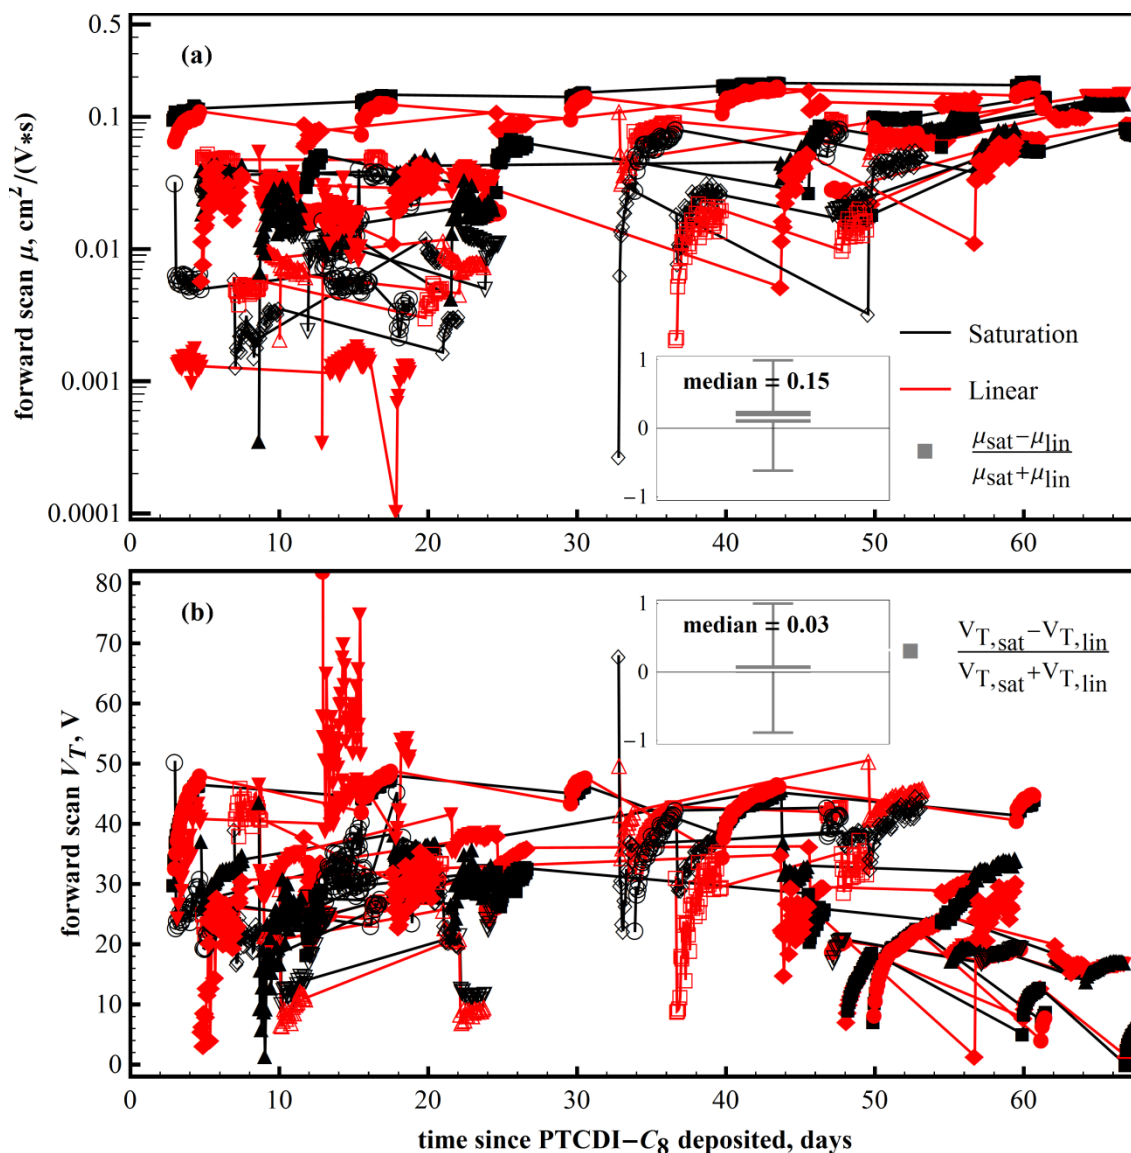 0.5
(a)
0.1
0.01
0.001
0.0001
forward scan μ, cm²/(V*s)
Saturation
Linear
μsat−μlin
μsat+μlin
1
median = 0.15
0
−1
0 10 20 30 40 50 60
80
70
60
50
40
30
20
10
0
(b)
forward scan VT, V
1
median = 0.03
0
−1
VT,sat−VT,lin
VT,sat+VT,lin
0 10 20 30 40 50 60
time since PTCDI−C8 deposited, days